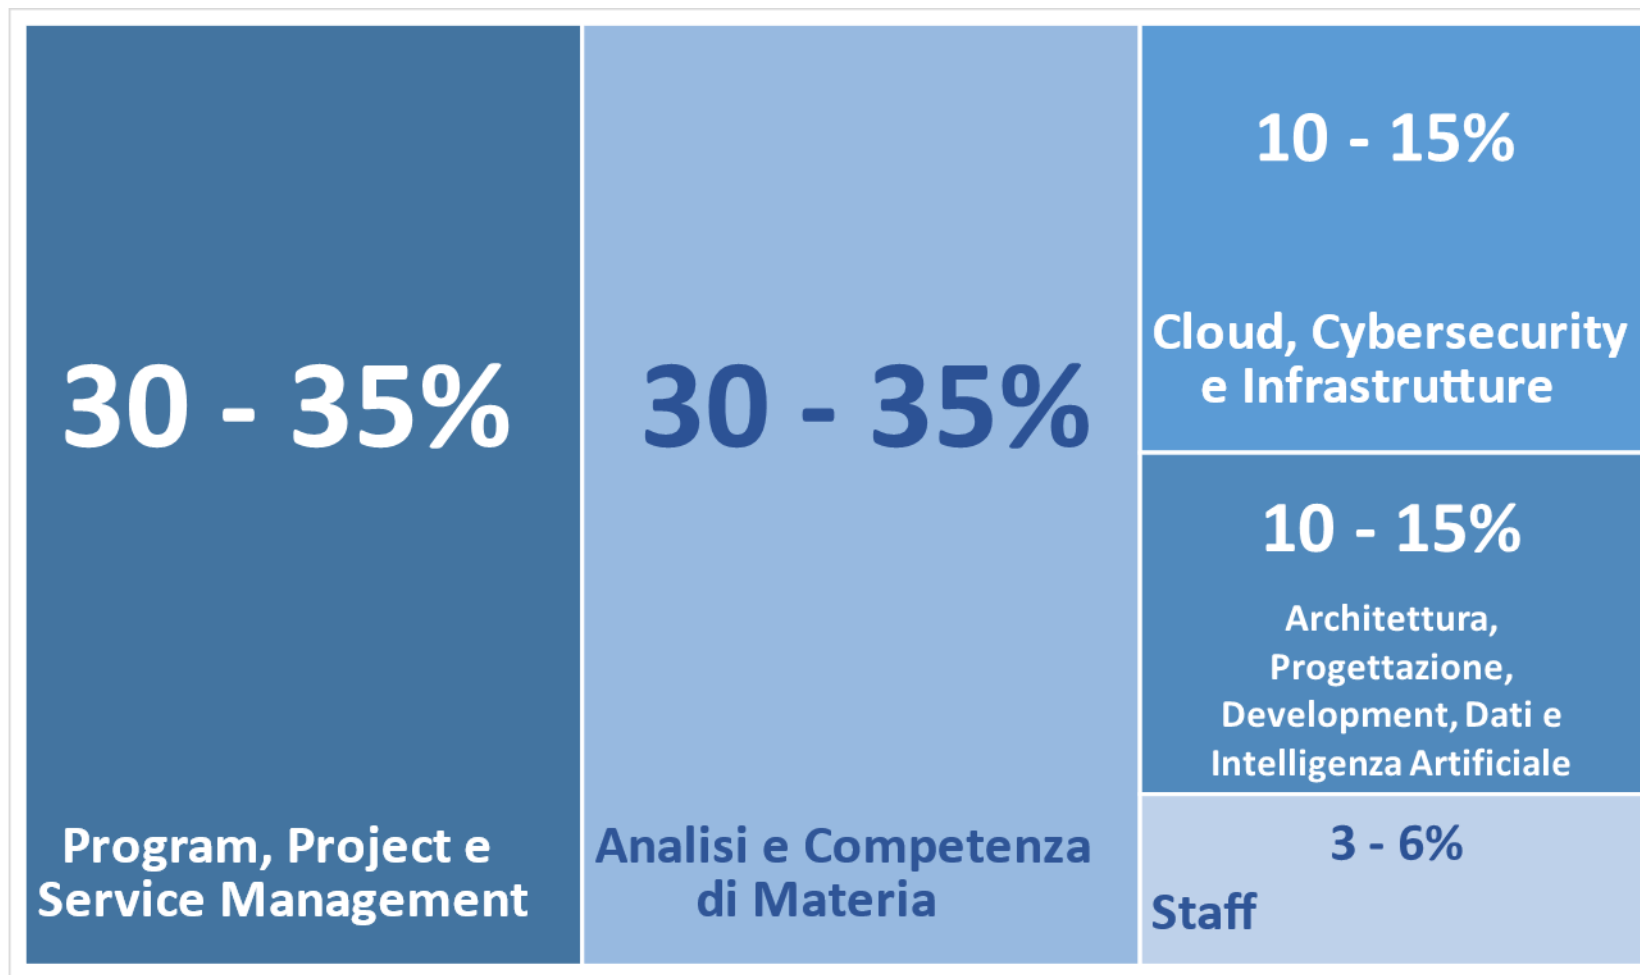 30 - 35%
Program, Project e
Service Management
30 - 35%
Analisi e Competenza
di Materia
10 - 15%
Cloud, Cybersecurity
e Infrastrutture
10 - 15%
Architettura,
Progettazione,
Development, Dati e
Intelligenza Artificiale
3 - 6%
Staff